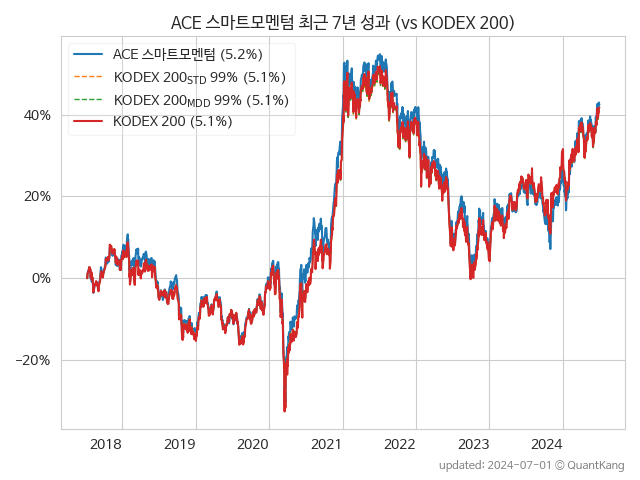 ACE 스마트모멘텀 최근 7년 성과 (vs KODEX 200)
ACE 스마트모멘텀 (5.2%)
KODEX 200STD 99% (5.1%)
KODEX 200MDD 99% (5.1%)
KODEX 200 (5.1%)
40%
20%
0%
−20%
2018 2019 2020 2021 2022 2023 2024
updated: 2024-07-01 © QuantKang